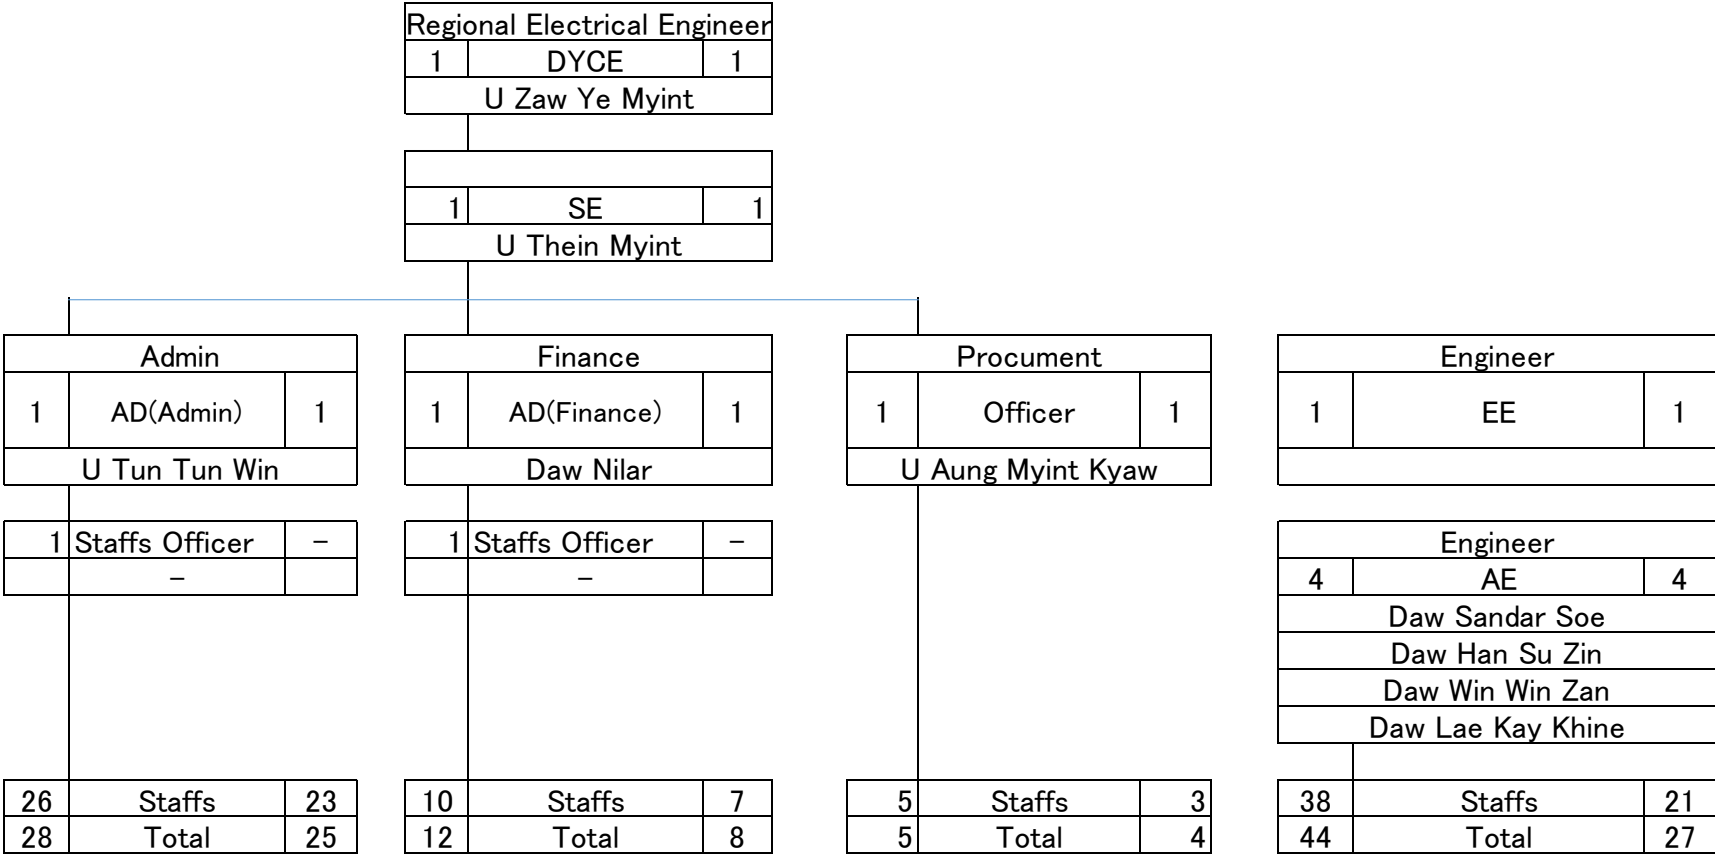 Regional Electrical Engineer
1 DYCE 1
U Zaw Ye Myint
1 SE 1
U Thein Myint
Admin Finance Procument Engineer
1 AD(Admin) 1 1 AD(Finance) 1 1 Officer 1 1 EE 1
U Tun Tun Win Daw Nilar U Aung Myint Kyaw
1 Staffs Officer - 1 Staffs Officer - Engineer
- - 4 AE 4
Daw Sandar Soe
Daw Han Su Zin
Daw Win Win Zan
Daw Lae Kay Khine
26 Staffs 23 10 Staffs 7 5 Staffs 3 38 Staffs 21
28 Total 25 12 Total 8 5 Total 4 44 Total 27